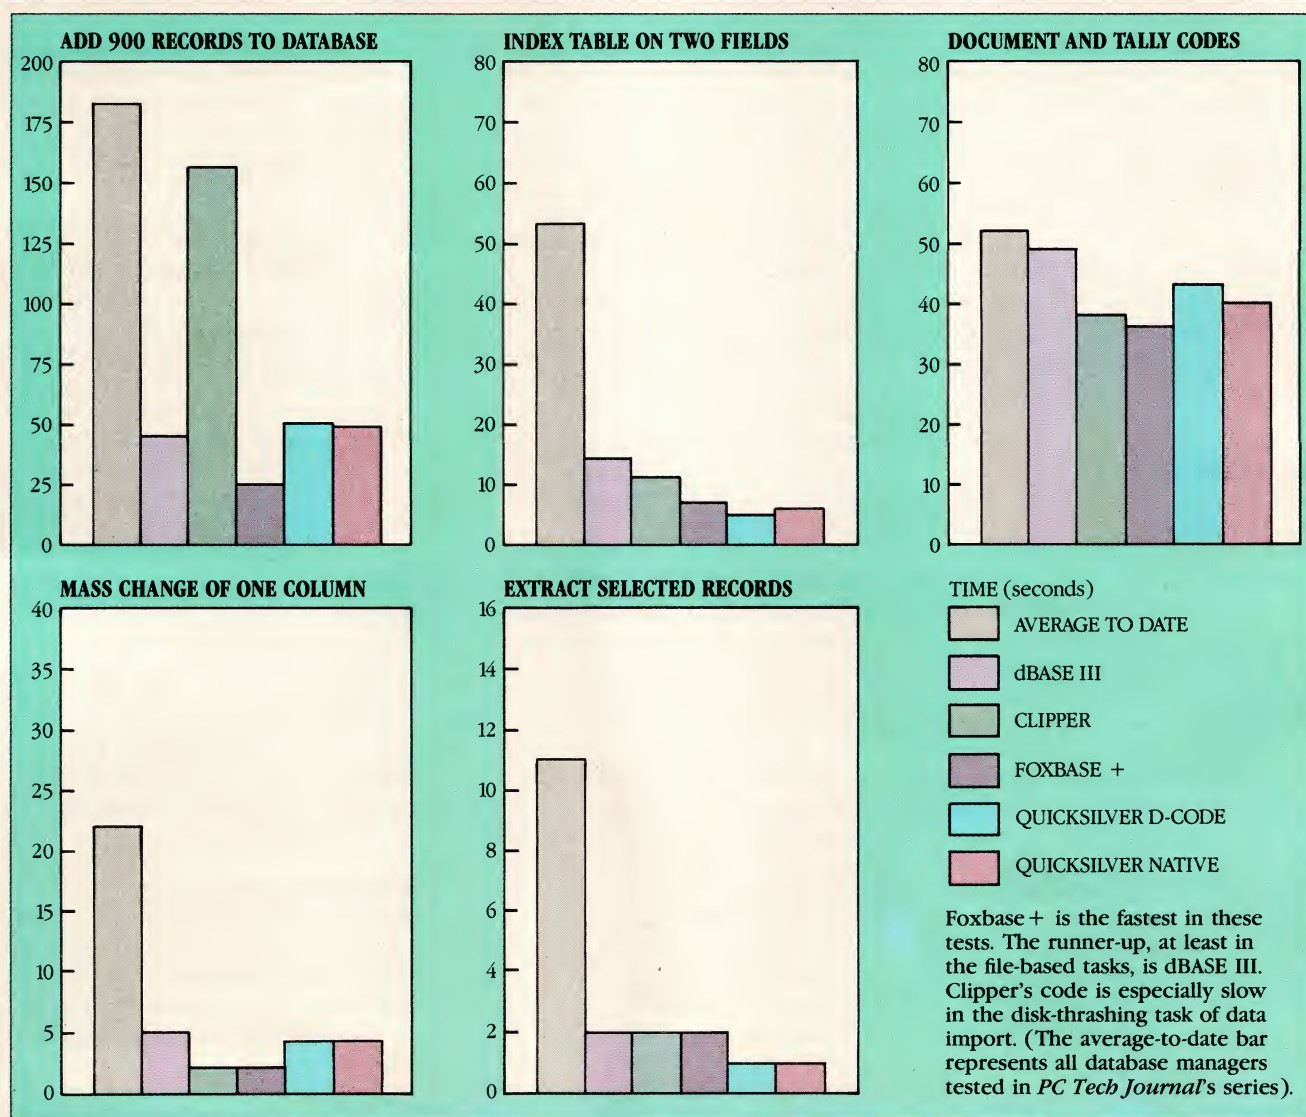 ADD 900 RECORDS TO DATABASE
200
175
150
125
100
75
50
25
0
INDEX TABLE ON TWO FIELDS
80
70
60
50
40
30
20
10
0
DOCUMENT AND TALLY CODES
80
70
60
50
40
30
20
10
0
MASS CHANGE OF ONE COLUMN
40
35
30
25
20
15
10
5
0
EXTRACT SELECTED RECORDS
16
14
12
10
8
6
4
2
0
TIME (seconds)
AVERAGE TO DATE
dBASE III
CLIPPER
FOXBASE +
QUICKSILVER D-CODE
QUICKSILVER NATIVE
Foxbase+ is the fastest in these
tests. The runner-up, at least in
the file-based tasks, is dBASE III.
Clipper's code is especially slow
in the disk-thrashing task of data
import. (The average-to-date bar
represents all database managers
tested in PC Tech Journal's series).